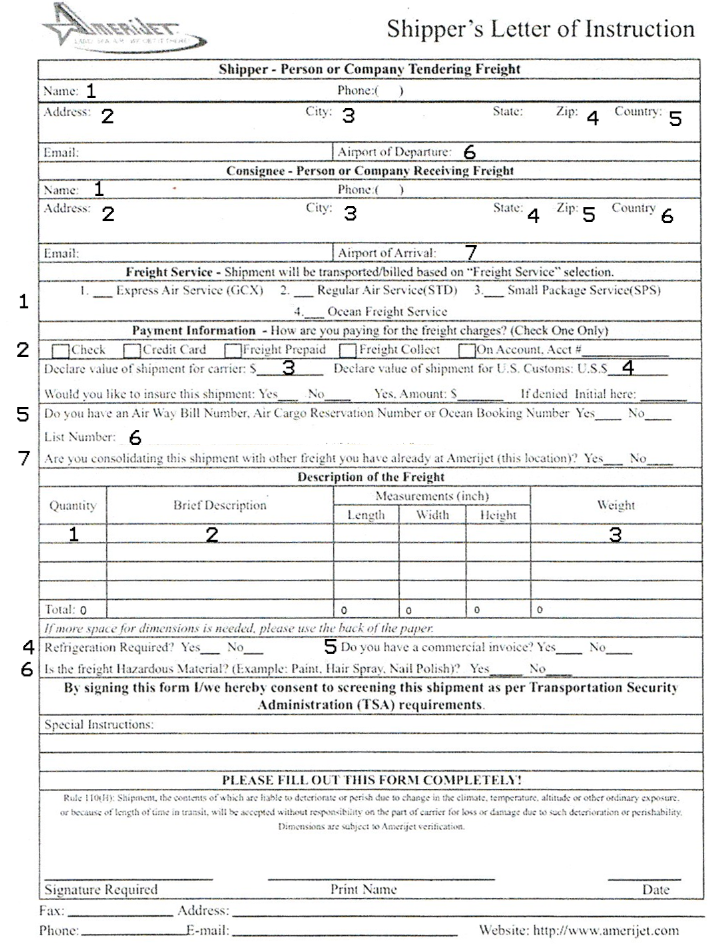 AMERIJET
Shipper's Letter of Instruction
Shipper - Person or Company Tendering Freight
Name: 1 Phone:( )
Address: 2 City: 3 State: Zip: 4 Country: 5
Email: Airport of Departure: 6
Consignee - Person or Company Receiving Freight
Name: 1 Phone:( )
Address: 2 City: 3 State: 4 Zip: 5 Country 6
Email: Airport of Arrival: 7
Freight Service - Shipment will be transported/billed based on "Freight Service" selection.
1. ___ Express Air Service (GCX) 2. ___ Regular Air Service(STD) 3.___ Small Package Service(SPS)
1
4.___ Ocean Freight Service
Payment Information - How are you paying for the freight charges? (Check One Only)
2 Check Credit Card Freight Prepaid Freight Collect On Account, Acct #
Declare value of shipment for carrier: $ 3 Declare value of shipment for U.S. Customs: U.S.$ 4
Would you like to insure this shipment: Yes___ No___ Yes, Amount: $______ If denied Initial here: ______
5 Do you have an Air Way Bill Number, Air Cargo Reservation Number or Ocean Booking Number Yes___ No___
List Number: 6
7 Are you consolidating this shipment with other freight you have already at Amerijet (this location)? Yes___ No___
Description of the Freight
Quantity Brief Description Measurements (inch) Weight
Length Width Height
1 2 3
Total: 0 0 0 0 0
If more space for dimensions is needed, please use the back of the paper.
4 Refrigeration Required? Yes___ No___ 5 Do you have a commercial invoice? Yes___ No___
6 Is the freight Hazardous Material? (Example: Paint, Hair Spray, Nail Polish)? Yes ___ No___
By signing this form I/we hereby consent to screening this shipment as per Transportation Security
Administration (TSA) requirements.
Special Instructions:
PLEASE FILL OUT THIS FORM COMPLETELY!
Rule 110(H): Shipment, the contents of which are liable to deteriorate or perish due to change in the climate, temperature, altitude or other ordinary exposure,
or because of length of time in transit, will be accepted without responsibility on the part of carrier for loss or damage due to such deterioration or perishability.
Dimensions are subject to Amerijet verification.
Signature Required Print Name Date
Fax: Address:
Phone: E-mail: Website: http://www.amerijet.com